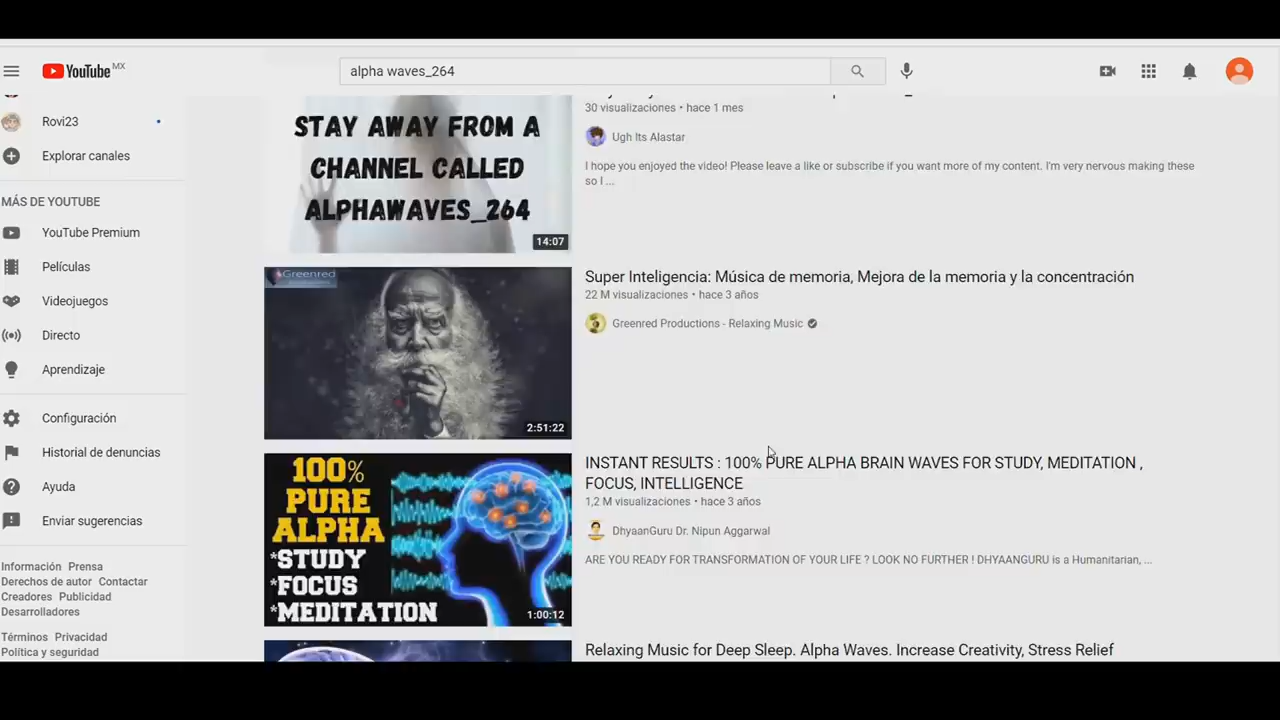 YouTube MX
alpha waves_264
Rovi23
Explorar canales
MÁS DE YOUTUBE
YouTube Premium
Películas
Videojuegos
Directo
Aprendizaje
Configuración
Historial de denuncias
Ayuda
Enviar sugerencias
Información Prensa
Derechos de autor Contactar
Creadores Publicidad
Desarrolladores
Términos Privacidad
Política y seguridad
STAY AWAY FROM A
CHANNEL CALLED
ALPHAWAVES_264
14:07
30 visualizaciones • hace 1 mes
Ugh Its Alastar
I hope you enjoyed the video! Please leave a like or subscribe if you want more of my content. I'm very nervous making these
so I ...
Greenred
2:51:22
Super Inteligencia: Música de memoria, Mejora de la memoria y la concentración
22 M visualizaciones • hace 3 años
Greenred Productions - Relaxing Music
100%
PURE
ALPHA
*STUDY
*FOCUS
*MEDITATION
1:00:12
INSTANT RESULTS : 100% PURE ALPHA BRAIN WAVES FOR STUDY, MEDITATION ,
FOCUS, INTELLIGENCE
1,2 M visualizaciones • hace 3 años
DhyaanGuru Dr. Nipun Aggarwal
ARE YOU READY FOR TRANSFORMATION OF YOUR LIFE ? LOOK NO FURTHER ! DHYAANGURU is a Humanitarian, ...
Relaxing Music for Deep Sleep. Alpha Waves. Increase Creativity, Stress Relief